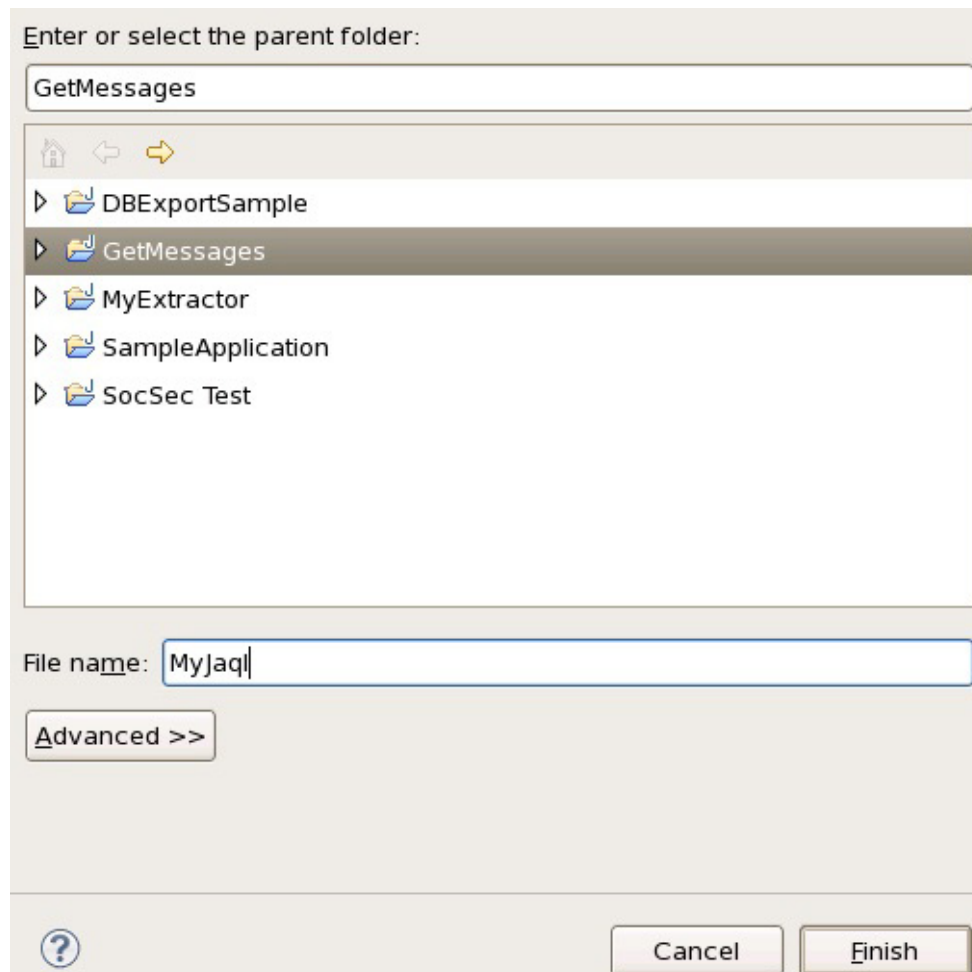 Enter or select the parent folder:
GetMessages
DBExportSample
GetMessages
MyExtractor
SampleApplication
SocSec Test
File name: MyJaql
Advanced >>
?
Cancel Finish